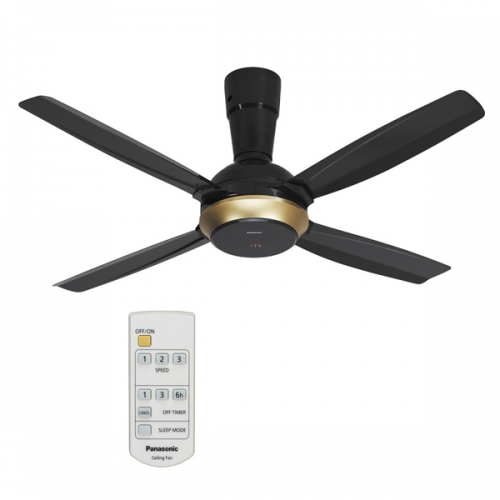 OFF/ON
1 2 3
SPEED
1 3 6h
CANCEL OFF TIMER
SLEEP MODE
Panasonic
Ceiling Fan